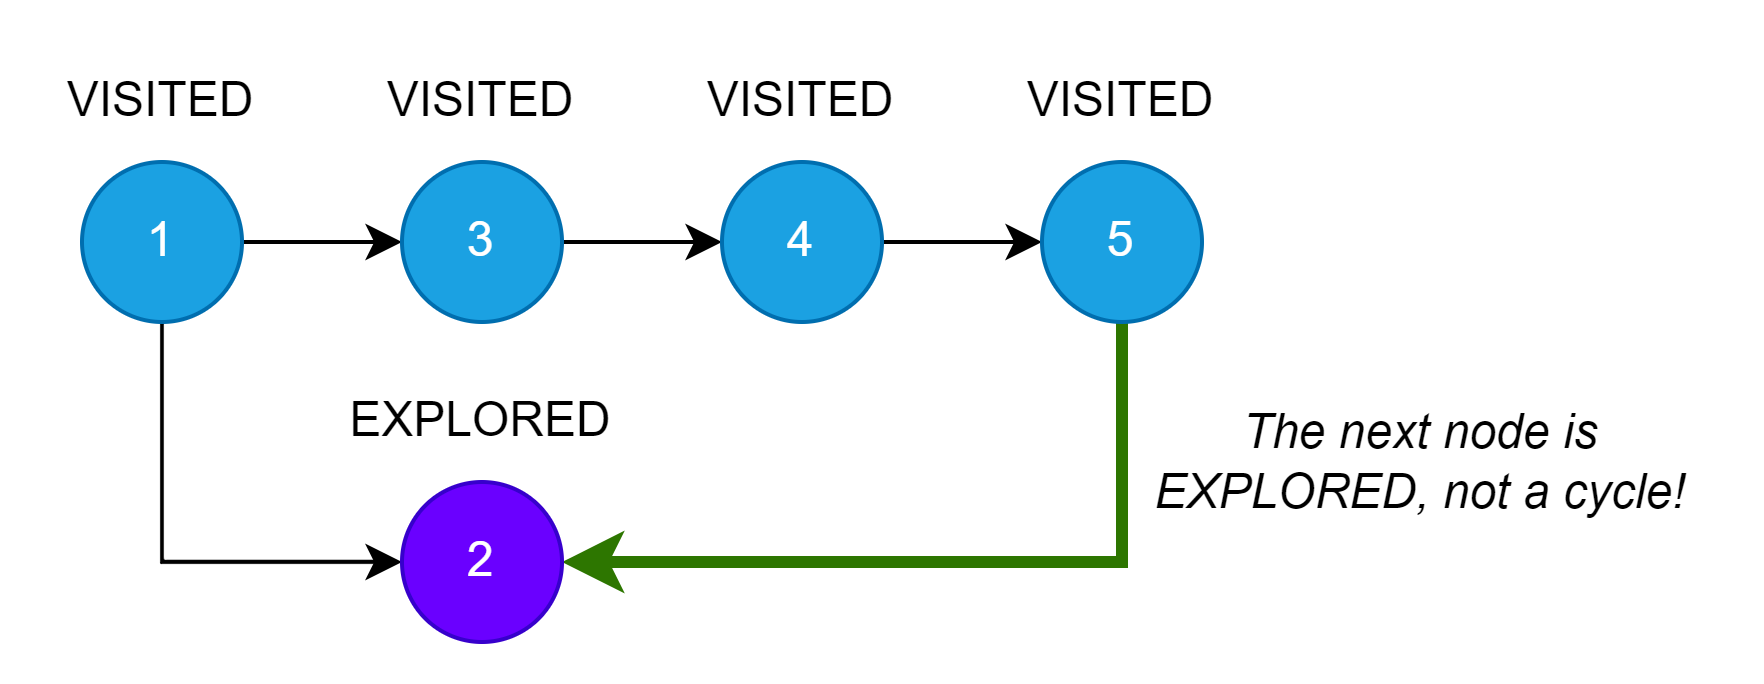 VISITED VISITED VISITED VISITED
1 3 4 5
EXPLORED
The next node is
EXPLORED, not a cycle!
2